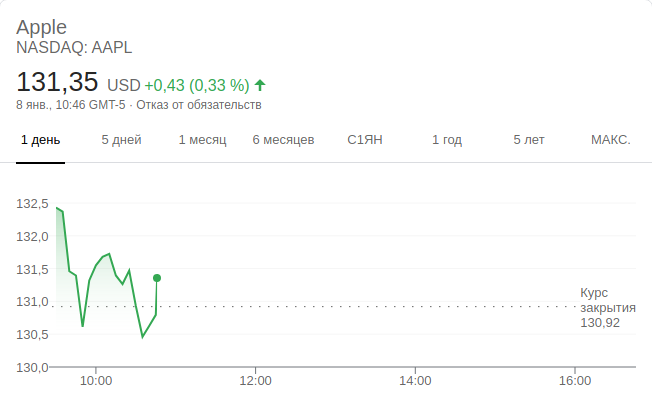 Apple
NASDAQ: AAPL
131,35 USD +0,43 (0,33 %)
8 янв., 10:46 GMT-5 · Отказ от обязательств
1 день 5 дней 1 месяц 6 месяцев С1ЯН 1 год 5 лет МАКС.
132,5
132,0
131,5
131,0
130,5
130,0
Курс
закрытия
130,92
10:00 12:00 14:00 16:00